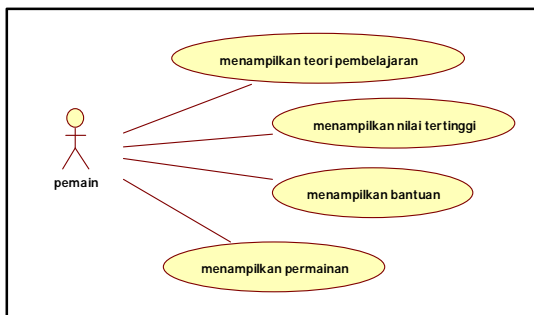 menampilkan teori pembelajaran
menampilkan nilai tertinggi
menampilkan bantuan
pemain
menampilkan permainan